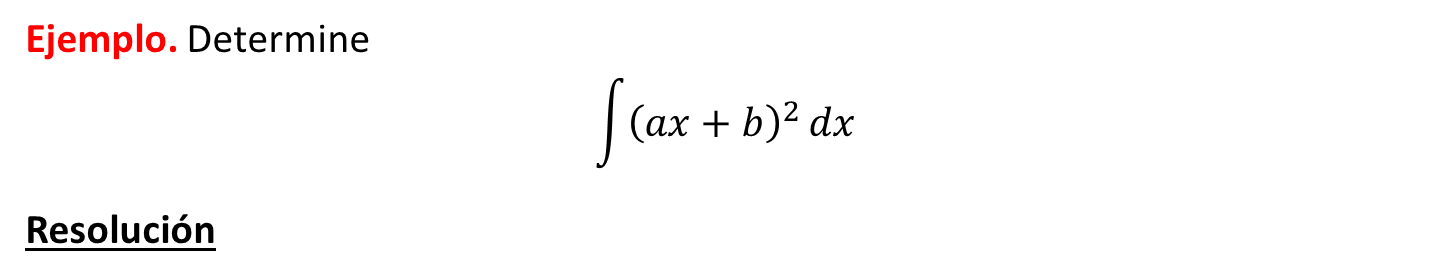 Ejemplo. Determine
∫(ax + b)² dx
Resolución